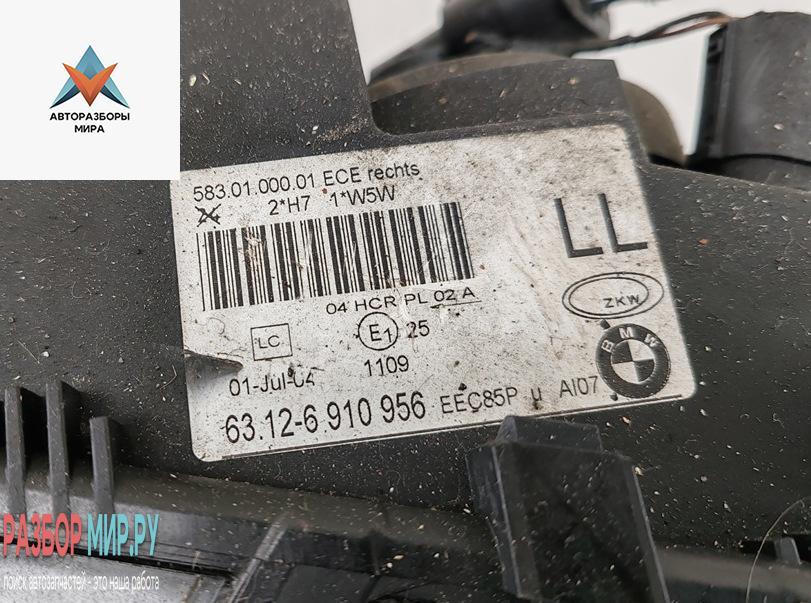 АВТОРАЗБОРЫ
МИРА
583.01.000.01 ECE rechts
2*H7 1*W5W
LL
04 HCR PL 02 A
ZKW
LC
E1 25
BMW
01-Jul-04
1109
63.12-6 910 956 EEC85P u AI07
РАЗБОР МИР.РУ
поиск автозапчастей - это наша работа